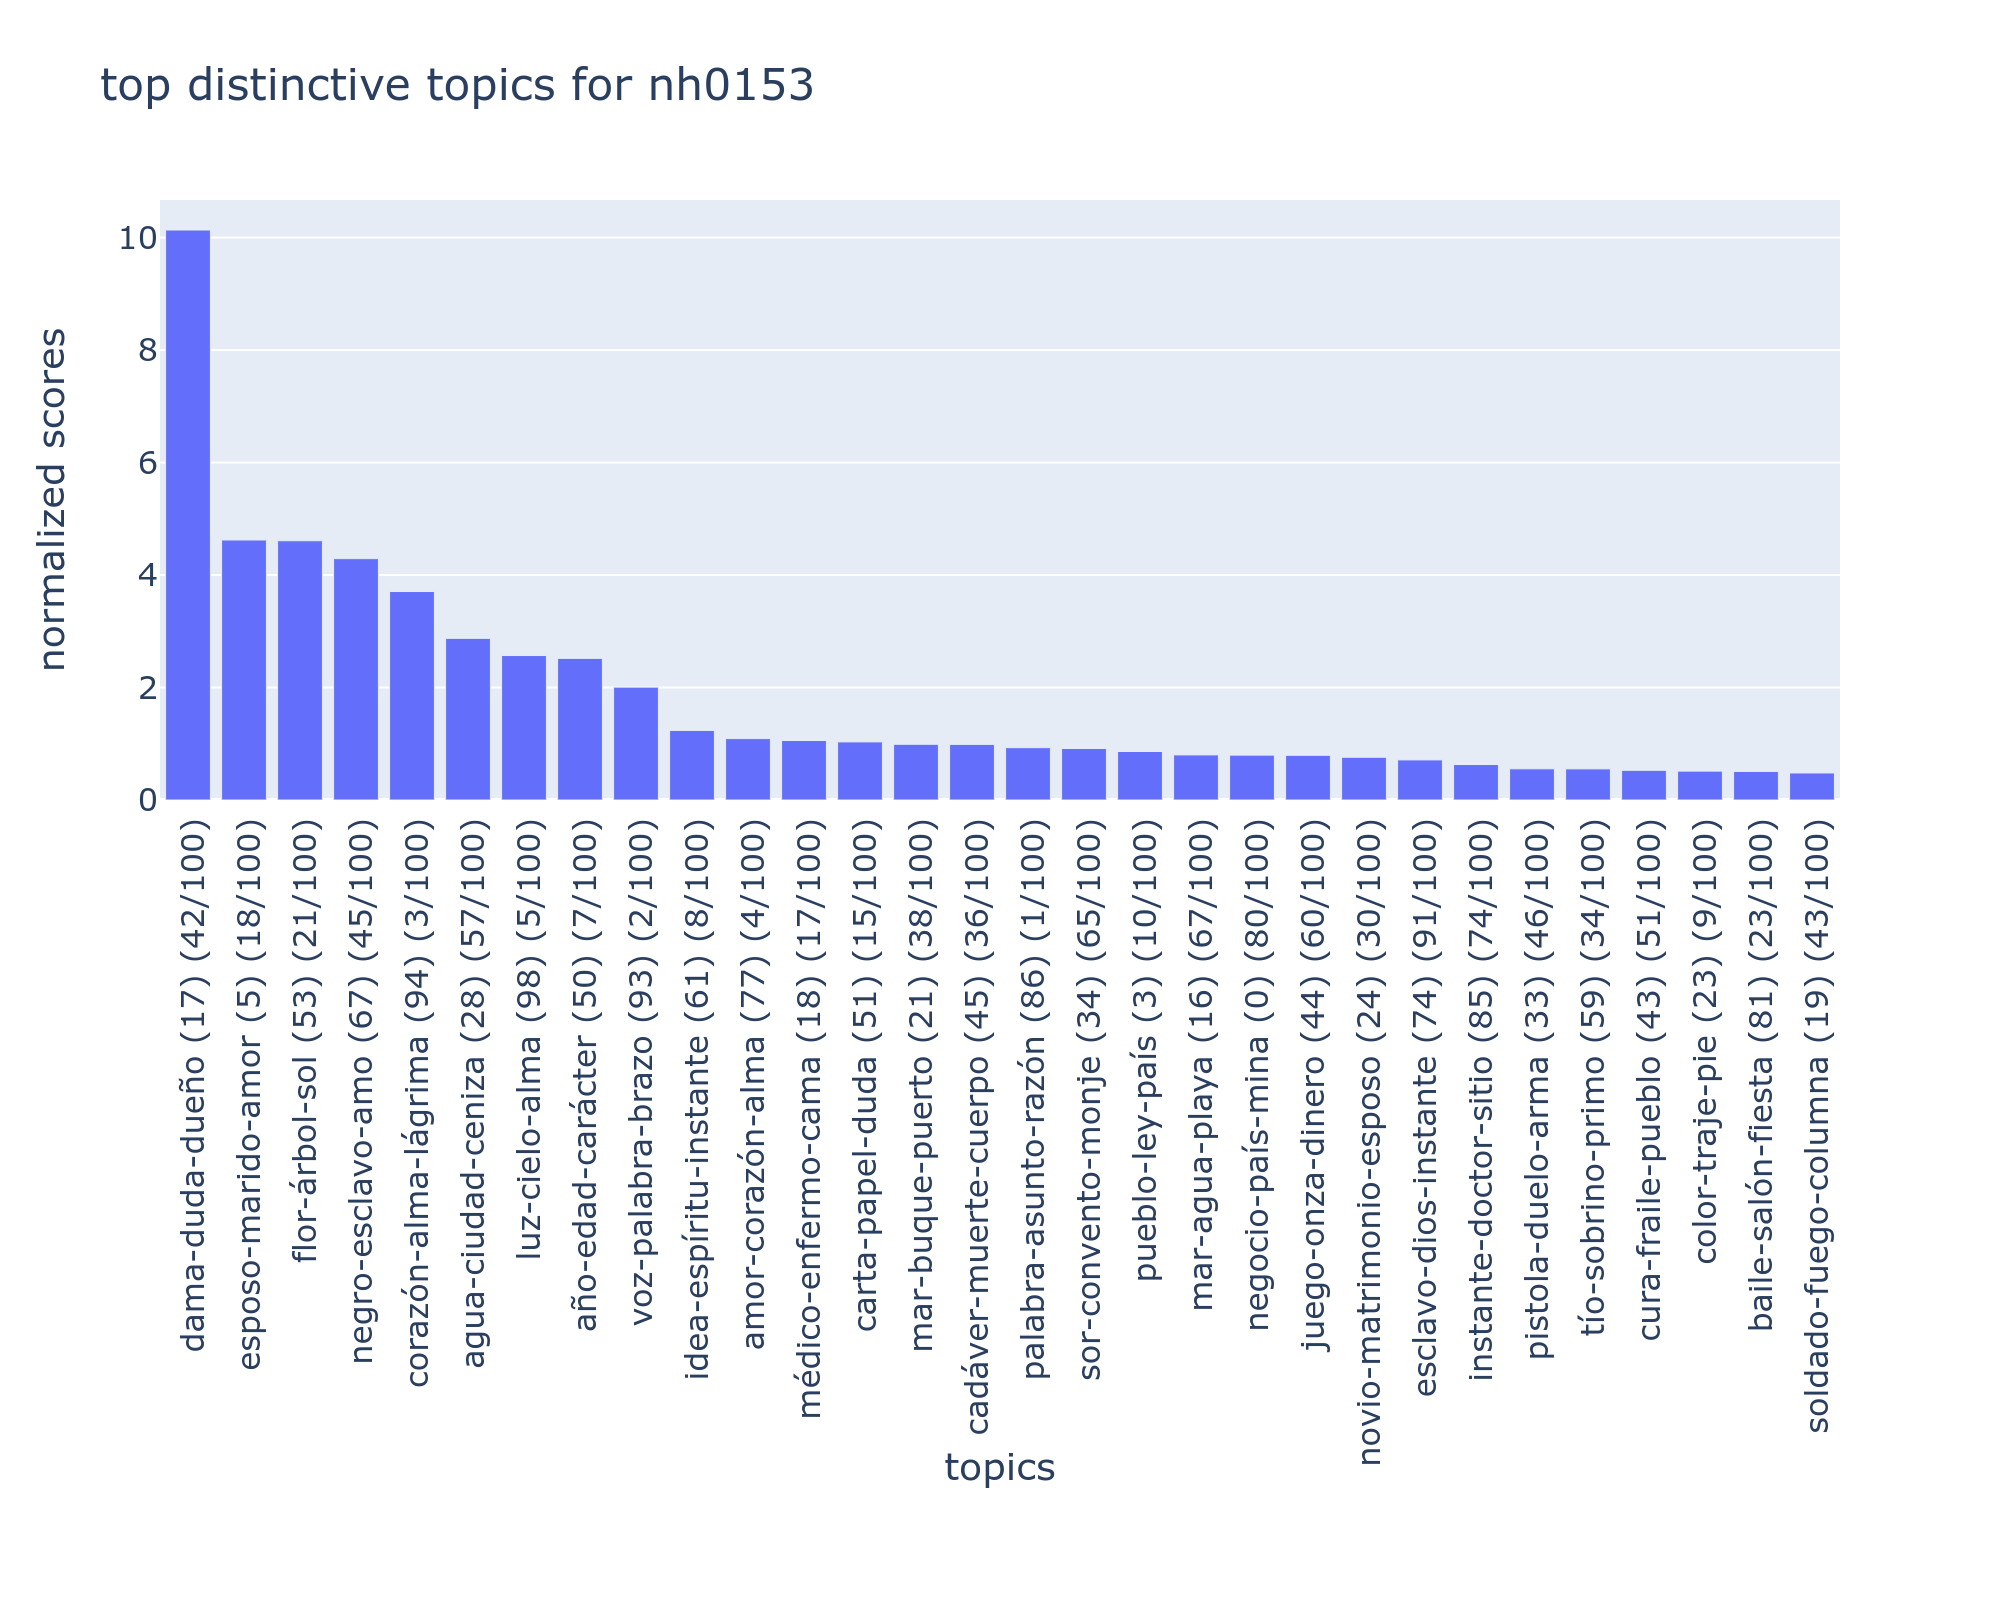 top distinctive topics for nh0153
normalized scores
10
8
6
4
2
0
dama-duda-dueño (17) (42/100)
esposo-marido-amor (5) (18/100)
flor-árbol-sol (53) (21/100)
negro-esclavo-amo (67) (45/100)
corazón-alma-lágrima (94) (3/100)
agua-ciudad-ceniza (28) (57/100)
luz-cielo-alma (98) (5/100)
año-edad-carácter (50) (7/100)
voz-palabra-brazo (93) (2/100)
idea-espíritu-instante (61) (8/100)
amor-corazón-alma (77) (4/100)
médico-enfermo-cama (18) (17/100)
carta-papel-duda (51) (15/100)
mar-buque-puerto (21) (38/100)
cadáver-muerte-cuerpo (45) (36/100)
palabra-asunto-razón (86) (1/100)
sor-convento-monje (34) (65/100)
pueblo-ley-país (3) (10/100)
mar-agua-playa (16) (67/100)
negocio-país-mina (0) (80/100)
juego-onza-dinero (44) (60/100)
novio-matrimonio-esposo (24) (30/100)
esclavo-dios-instante (74) (91/100)
instante-doctor-sitio (85) (74/100)
pistola-duelo-arma (33) (46/100)
tío-sobrino-primo (59) (34/100)
cura-fraile-pueblo (43) (51/100)
color-traje-pie (23) (9/100)
baile-salón-fiesta (81) (23/100)
soldado-fuego-columna (19) (43/100)
topics